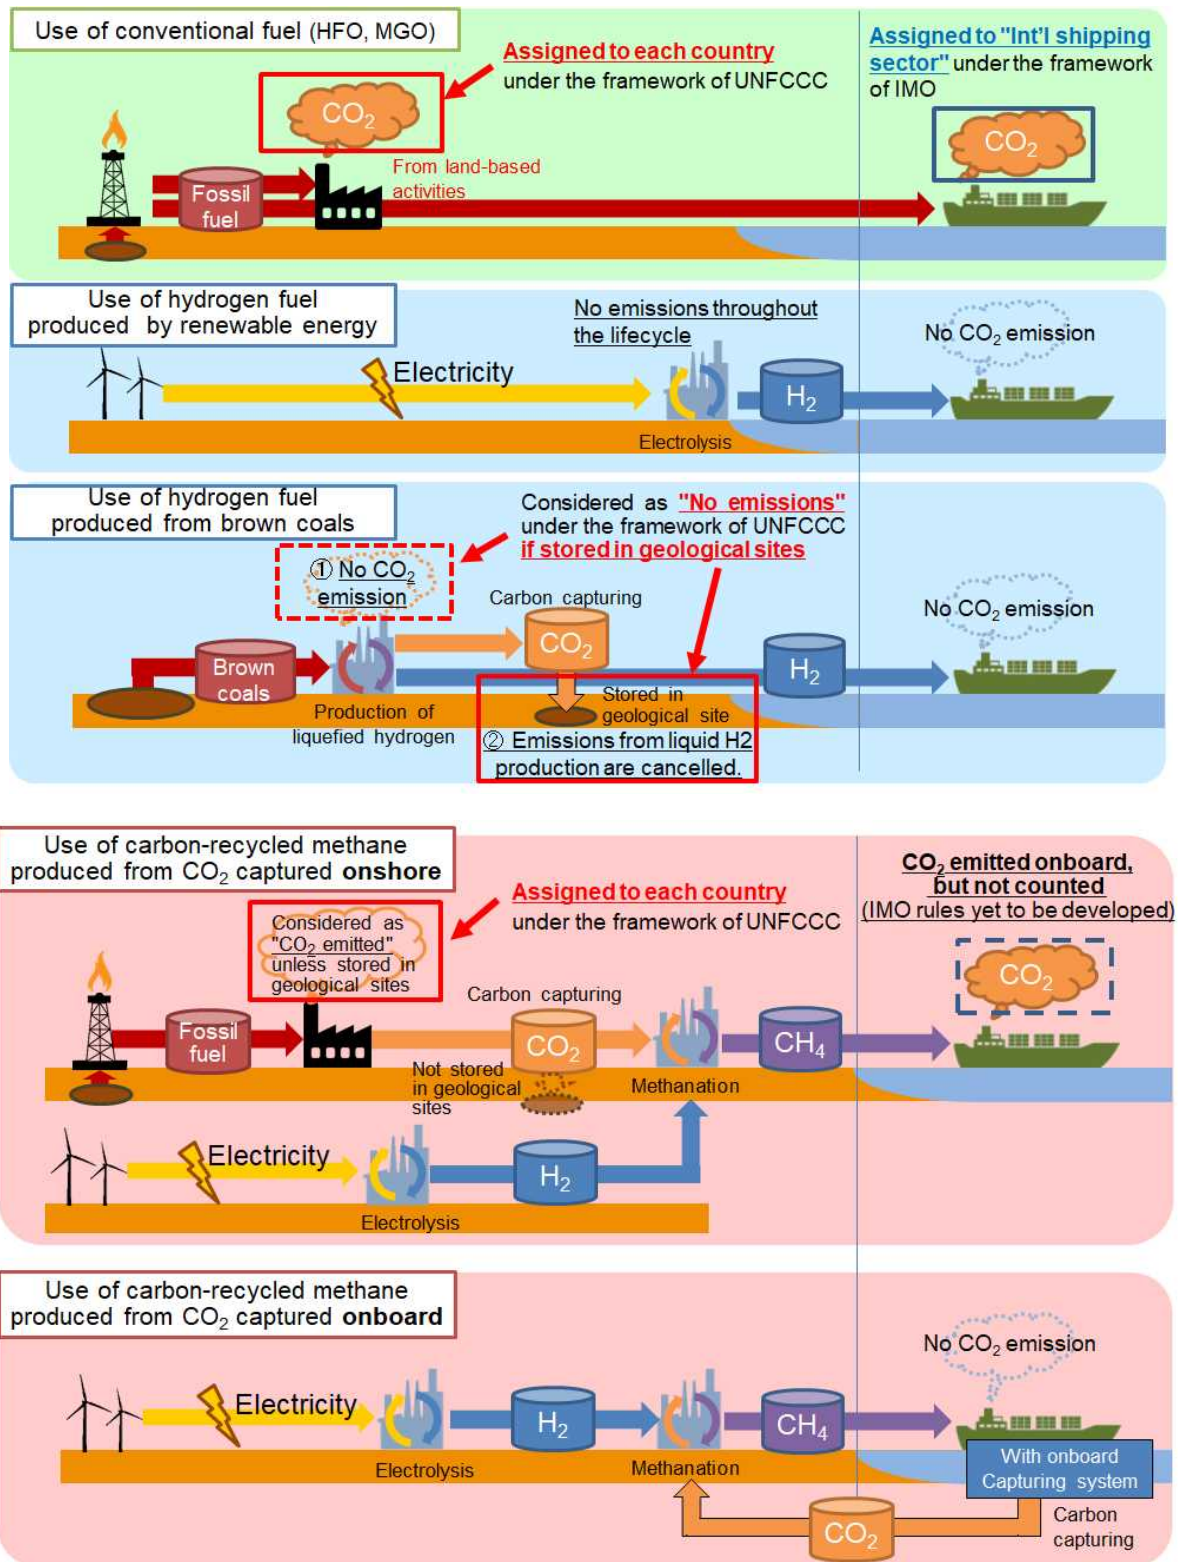 Use of conventional fuel (HFO, MGO)
Assigned to each country
under the framework of UNFCCC
Assigned to "Int'l shipping
sector" under the framework
of IMO
CO2
CO2
From land-based
activities
Fossil
fuel
Use of hydrogen fuel
produced by renewable energy
No emissions throughout
the lifecycle
No CO2 emission
Electricity
H2
Electrolysis
Use of hydrogen fuel
produced from brown coals
Considered as "No emissions"
under the framework of UNFCCC
if stored in geological sites
① No CO2
emission
Carbon capturing
No CO2 emission
CO2
Brown
coals
H2
Production of
liquefied hydrogen
Stored in
geological site
② Emissions from liquid H2
production are cancelled.
Use of carbon-recycled methane
produced from CO2 captured onshore
Assigned to each country
under the framework of UNFCCC
CO2 emitted onboard,
but not counted
(IMO rules yet to be developed)
Considered as
"CO2 emitted"
unless stored in
geological sites
CO2
Carbon capturing
Fossil
fuel
CO2
CH4
Not stored
in geological
sites
Methanation
Electricity
H2
Electrolysis
Use of carbon-recycled methane
produced from CO2 captured onboard
No CO2 emission
Electricity
H2
CH4
Electrolysis
Methanation
With onboard
Capturing system
CO2
Carbon
capturing